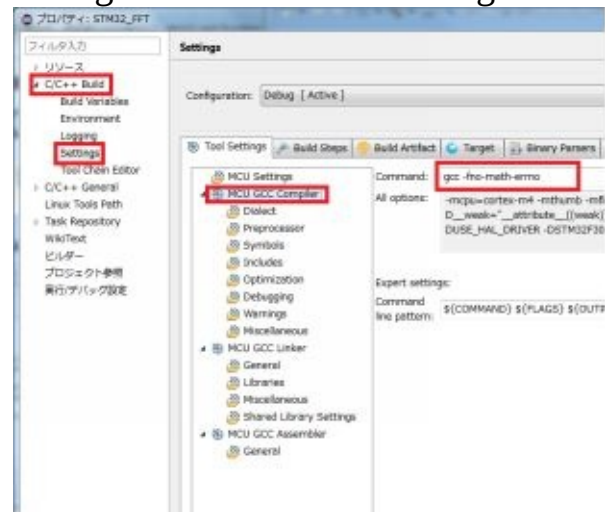 プロパティ: STM32_FFT
フィルタ入力
リソース
C/C++ Build
Build Variables
Environment
Logging
Settings
Tool Chain Editor
C/C++ General
Linux Tools Path
Task Repository
WikiText
ビルダー
プロジェクト参照
実行/デバッグ設定
Settings
Configuration: Debug [ Active ]
Tool Settings
Build Steps
Build Artifact
Target
Binary Parsers
MCU Settings
MCU GCC Compiler
Dialect
Preprocessor
Symbols
Includes
Optimization
Debugging
Warnings
Miscellaneous
MCU GCC Linker
General
Libraries
Miscellaneous
Shared Library Settings
MCU GCC Assembler
General
Command: gcc -fno-math-errno
All options: -mcpu=cortex-m4 -mthumb
D__weak="__attribute__((weak)
DUSE_HAL_DRIVER -DSTM32F30
Expert settings:
Command
line pattern: ${COMMAND} ${FLAGS}